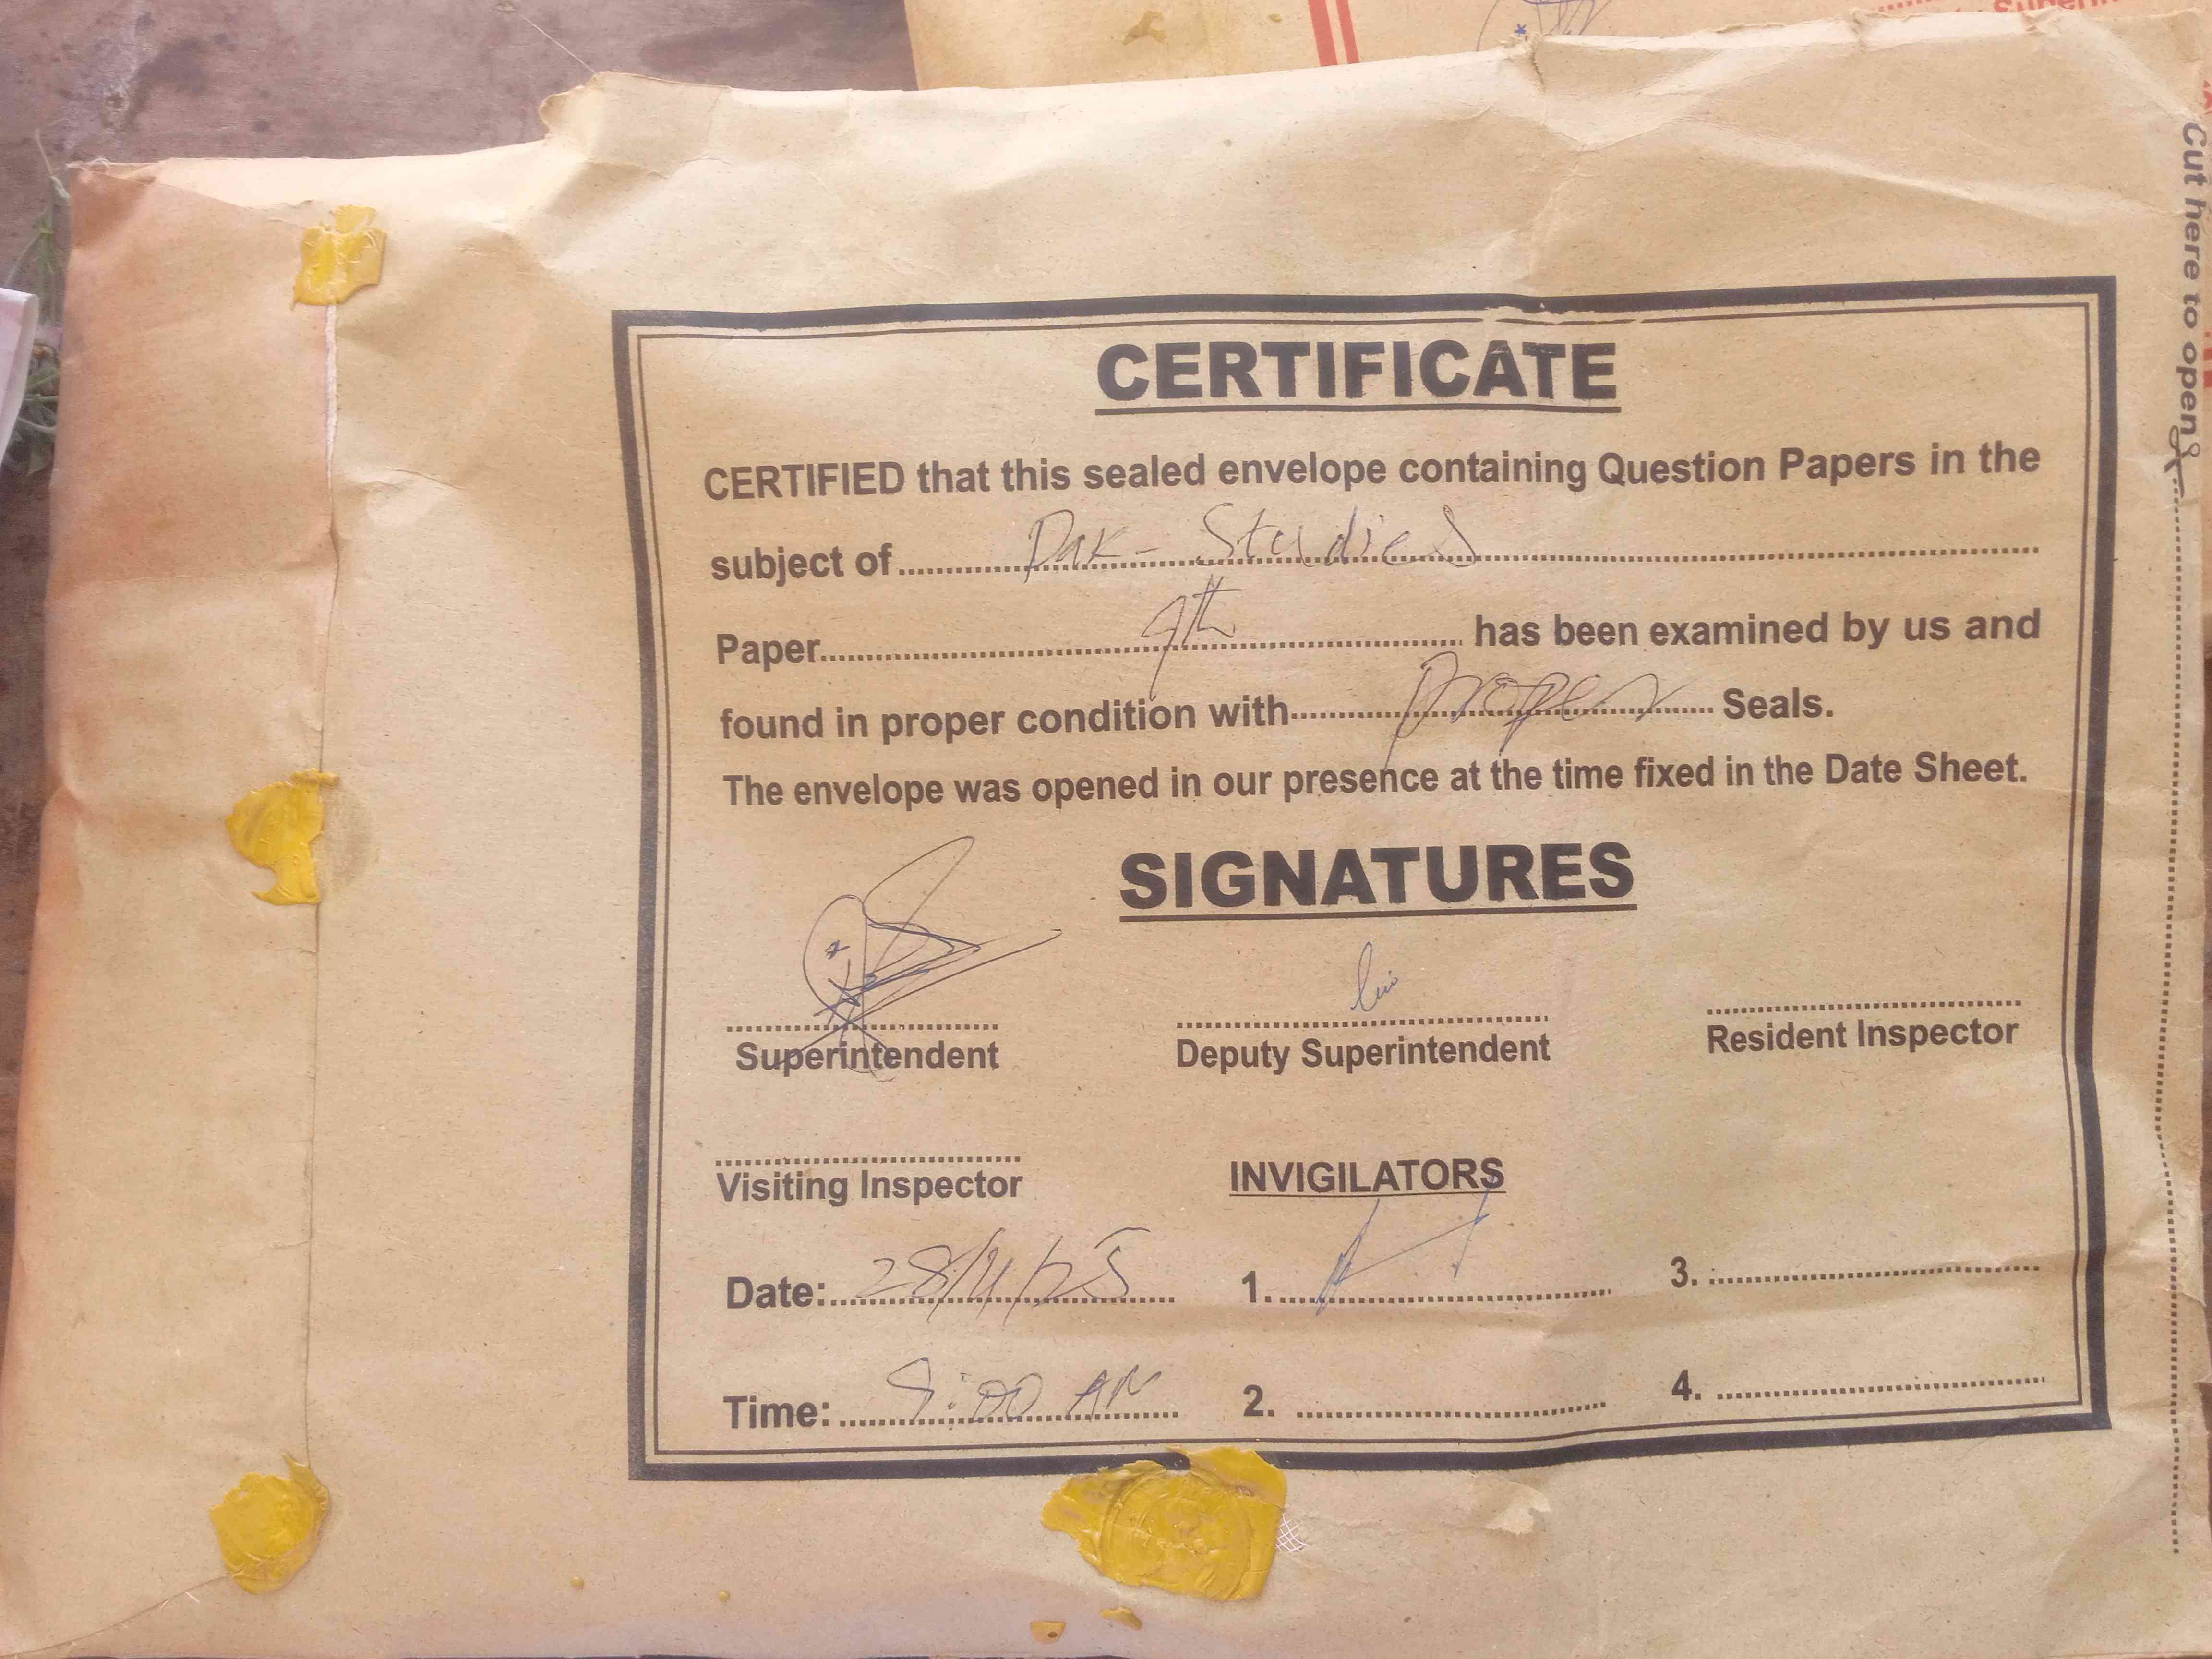 Cut here to open
CERTIFICATE
CERTIFIED that this sealed envelope containing Question Papers in the
subject of Pak-Studies
Paper 9th has been examined by us and
found in proper condition with proper Seals.
The envelope was opened in our presence at the time fixed in the Date Sheet.
SIGNATURES
Superintendent Deputy Superintendent Resident Inspector
Visiting Inspector INVIGILATORS
Date: 28/4/25 1. 3.
Time: 9:00 AM 2. 4.